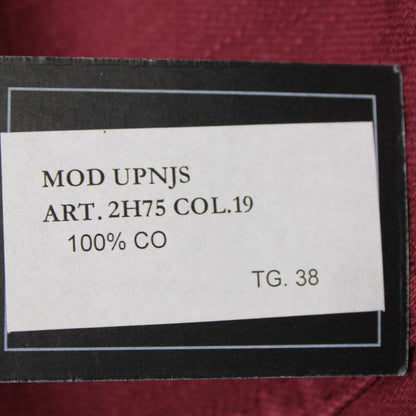 MOD UPNJS
ART. 2H75 COL.19
100% CO
TG. 38